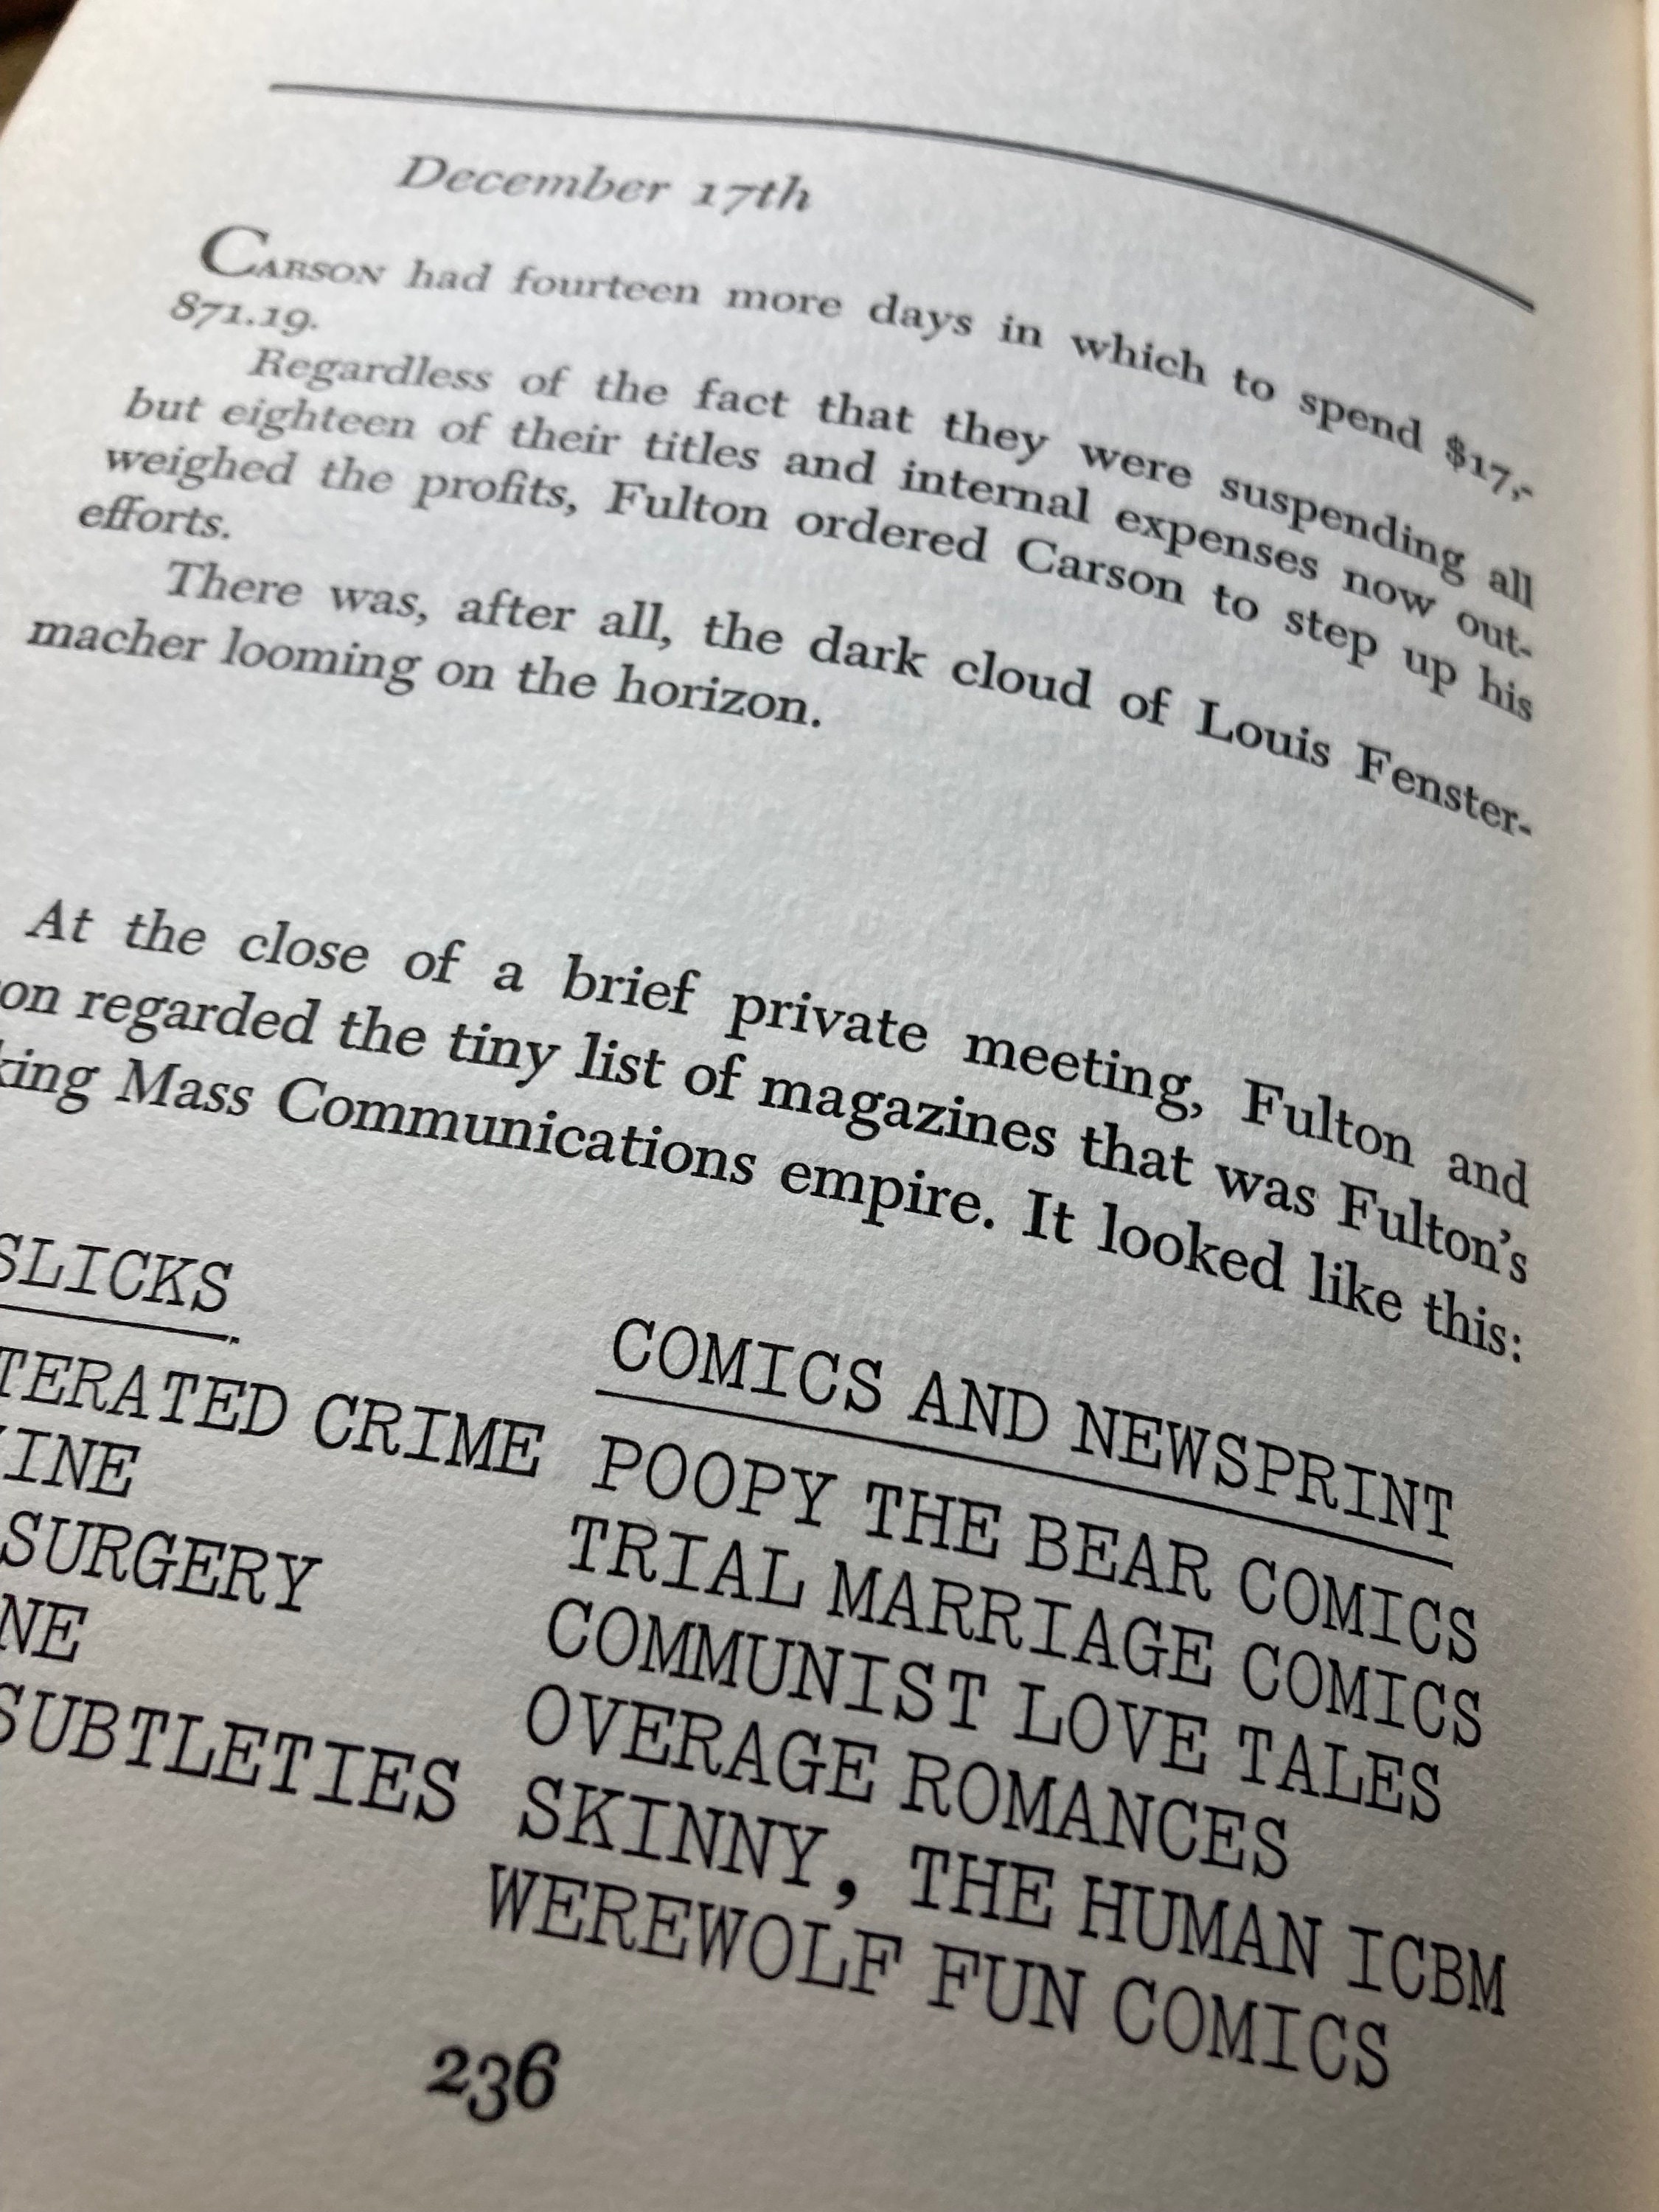 December 17th
CARSON had fourteen more days in which to spend $17,-
871.19.
Regardless of the fact that they were suspending all
but eighteen of their titles and internal expenses now out-
weighed the profits, Fulton ordered Carson to step up his
efforts.
There was, after all, the dark cloud of Louis Fenster-
macher looming on the horizon.
At the close of a brief private meeting, Fulton and
on regarded the tiny list of magazines that was Fulton's
king Mass Communications empire. It looked like this:
SLICKS
TERATED CRIME
INE
SURGERY
NE
SUBTLETIES
COMICS AND NEWSPRINT
POOPY THE BEAR COMICS
TRIAL MARRIAGE COMICS
COMMUNIST LOVE TALES
OVERAGE ROMANCES
SKINNY, THE HUMAN ICBM
WEREWOLF FUN COMICS
236